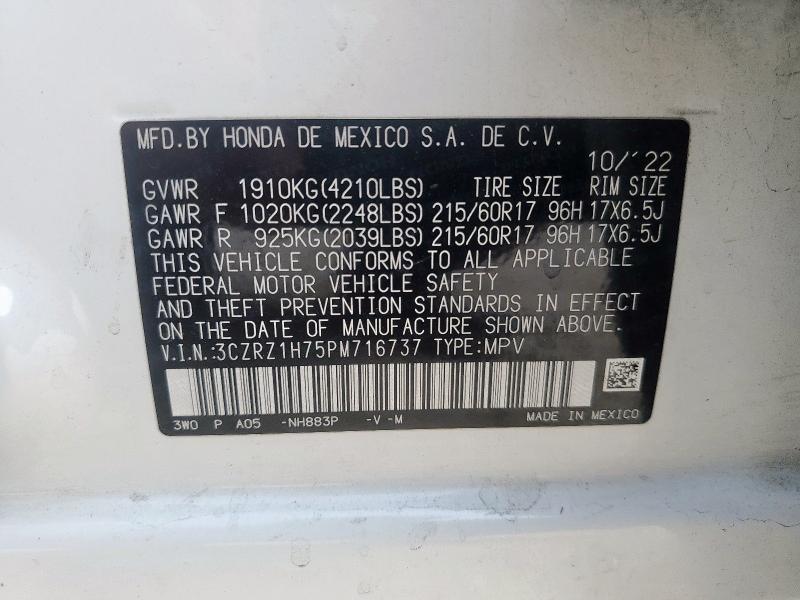 MFD.BY HONDA DE MEXICO S.A. DE C.V.
10/'22
GVWR 1910KG(4210LBS) TIRE SIZE RIM SIZE
GAWR F 1020KG(2248LBS) 215/60R17 96H 17X6.5J
GAWR R 925KG(2039LBS) 215/60R17 96H 17X6.5J
THIS VEHICLE CONFORMS TO ALL APPLICABLE
FEDERAL MOTOR VEHICLE SAFETY
AND THEFT PREVENTION STANDARDS IN EFFECT
ON THE DATE OF MANUFACTURE SHOWN ABOVE.
V.I.N.:3CZRZ1H75PM716737 TYPE:MPV
3W0 P A05 -NH883P -V -M MADE IN MEXICO